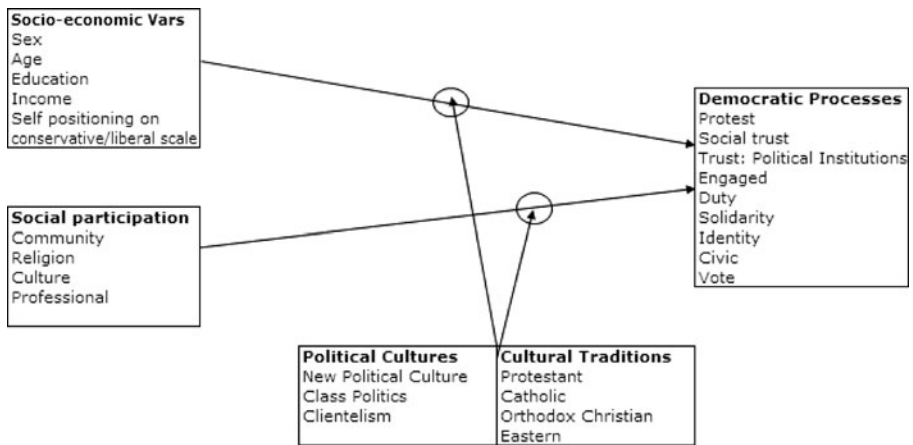 Socio-economic Vars
Sex
Age
Education
Income
Self positioning on
conservative/liberal scale
Social participation
Community
Religion
Culture
Professional
Democratic Processes
Protest
Social trust
Trust: Political Institutions
Engaged
Duty
Solidarity
Identity
Civic
Vote
Political Cultures
New Political Culture
Class Politics
Clientelism
Cultural Traditions
Protestant
Catholic
Orthodox Christian
Eastern